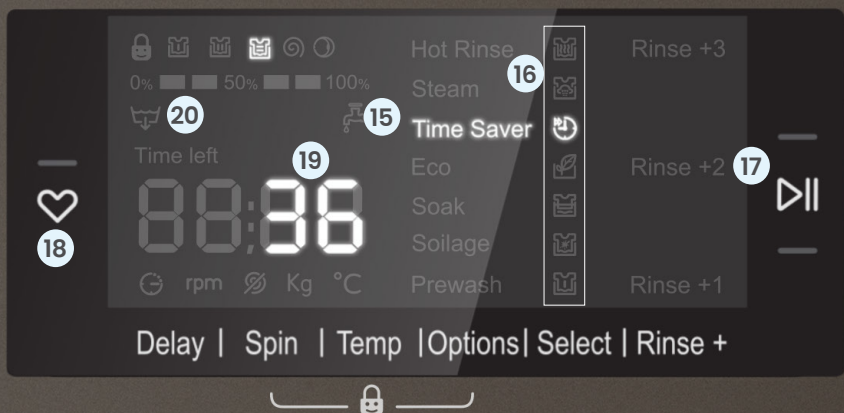 Hot Rinse Rinse +3
16
0% 50% 100%
Steam
20 15
Time Saver
Time left 19
Eco Rinse +2 17
88:36
Soak
18
Soilage
rpm Kg °C
Prewash Rinse +1
Delay | Spin | Temp | Options | Select | Rinse +